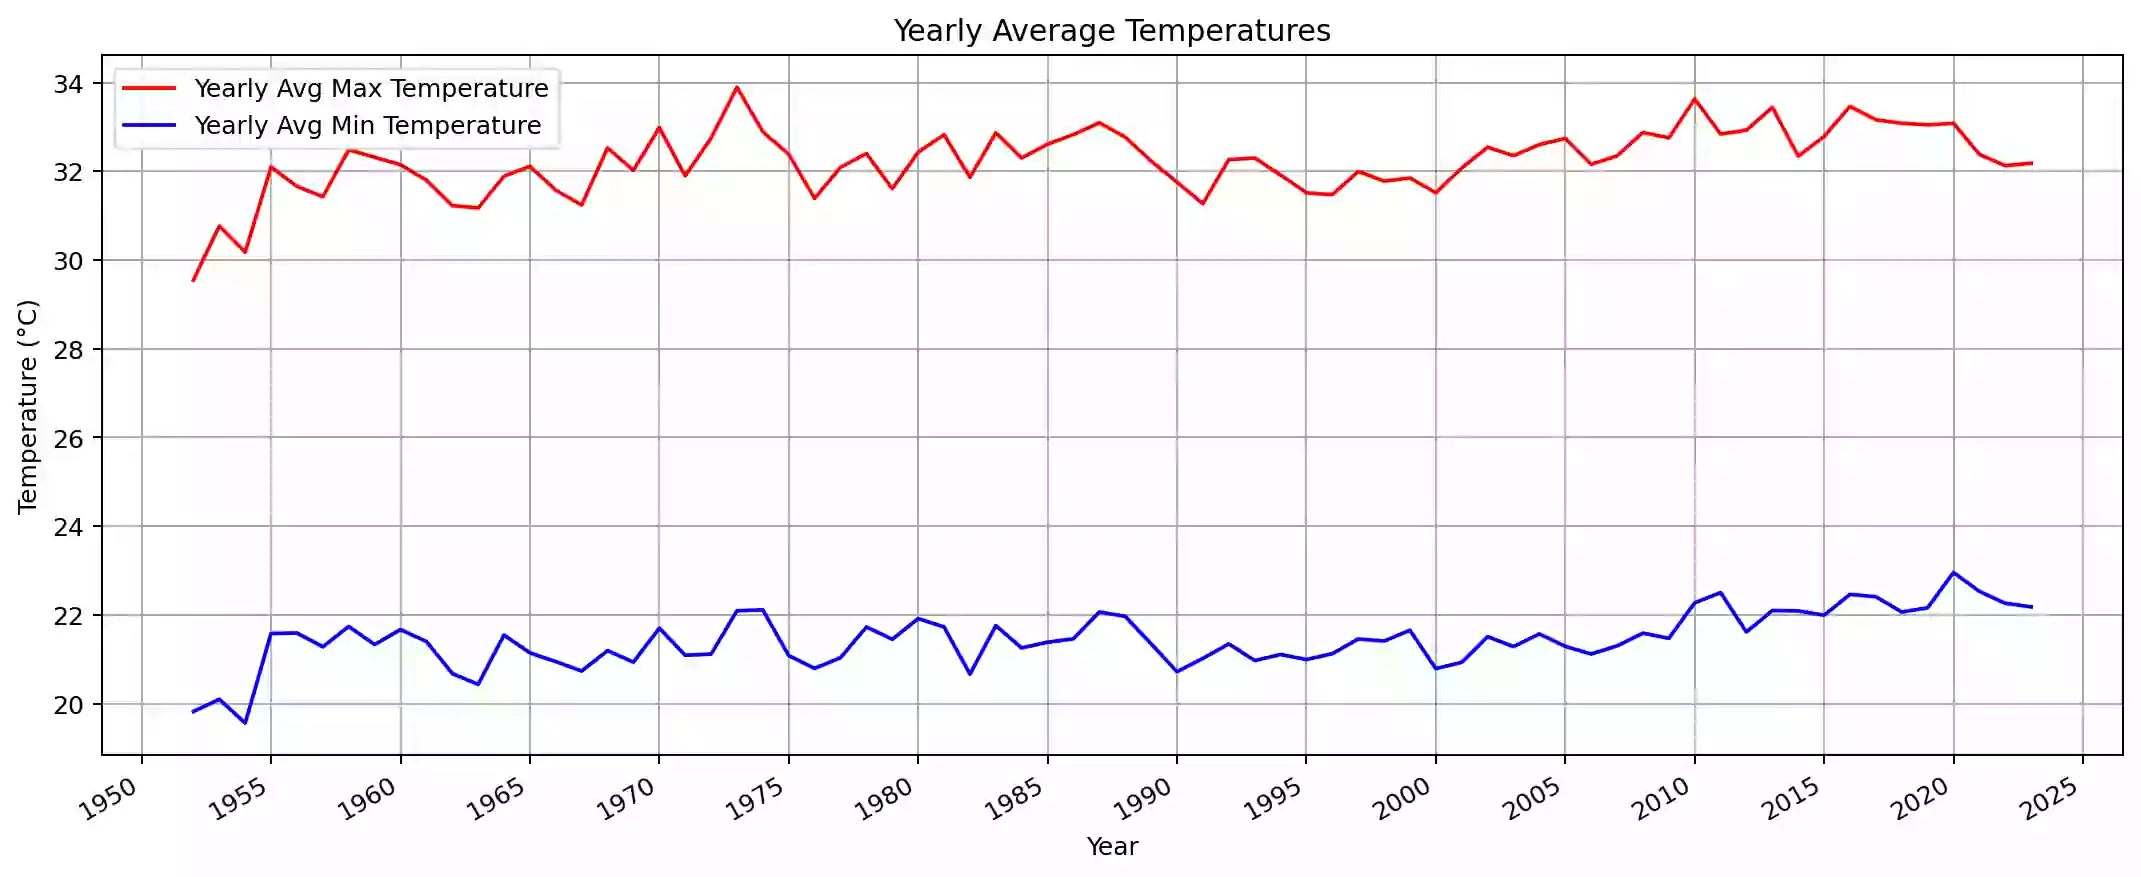 Yearly Average Temperatures
Yearly Avg Max Temperature
Yearly Avg Min Temperature
Temperature (°C)
34
32
30
28
26
24
22
20
1950 1955 1960 1965 1970 1975 1980 1985 1990 1995 2000 2005 2010 2015 2020 2025
Year